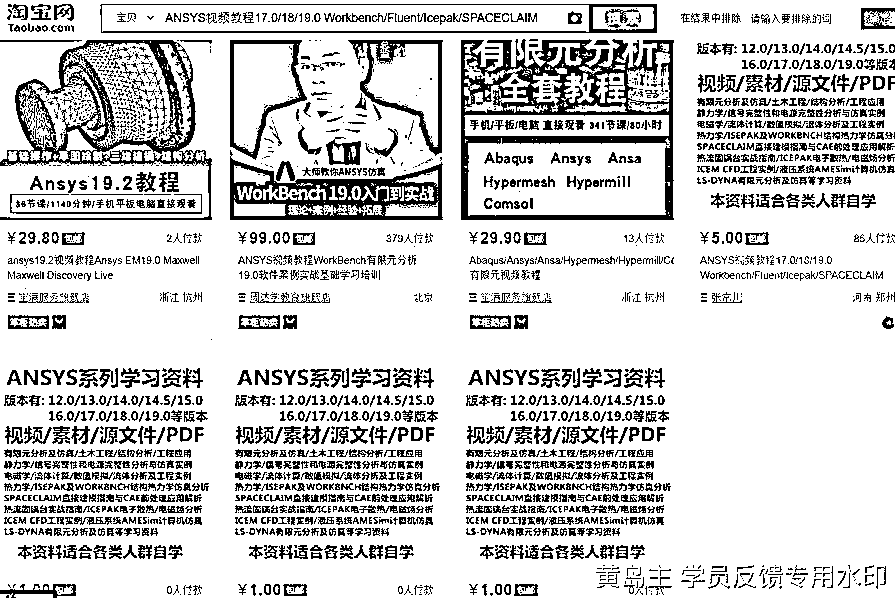 淘宝网
Taobao.com
宝贝
ANSYS视频教程17.0/18/19.0 Workbench/Fluent/Icepak/SPACECLAIM
搜索
在结果中排除
请输入要排除的词
Ansys19.2教程
36节课/1140分钟/手机平板电脑直接观看
¥29.80
2人付款
ansys19.2视频教程Ansys EM19.0 Maxwell
Maxwell Discovery Live
浙江 杭州
大师教你ANSYS仿真
WorkBench 19.0入门到实战
¥99.00
379人付款
ANSYS视频教程WorkBench有限元分析
19.0软件案例实战基础学习培训
北京
有限元分析
全套教程
手机/平板/电脑 直接观看 341节课/80小时
Abaqus Ansys Ansa
Hypermesh Hypermill
Comsol
¥29.90
13人付款
Abaqus/Ansys/Ansa/Hypermesh/Hypermill/Co
有限元视频教程
浙江 杭州
版本有: 12.0/13.0/14.0/14.5/15.0
16.0/17.0/18.0/19.0等版本
视频/素材/源文件/PDF
有限元分析及仿真/土木工程/结构分析/工程应用
静力学/信号完整性和电源完整性分析与仿真实例
电磁学/流体计算/数值模拟/流体分析及工程实例
热力学/ISEPAK及WORKBNCH结构热力学仿真分
SPACECLAIM直接建模指南与CAE前处理应用解析
热流固耦合实战指南/ICEPAK电子散热/电磁场分析
ICEM CFD工程实例/液压系统AMESim计算机仿真
LS-DYNA有限元分析及仿真等学习资料
本资料适合各类人群自学
¥5.00
85人付款
ANSYS视频教程17.0/18/19.0
Workbench/Fluent/icepak/SPACECLAIM
河南 郑州
ANSYS系列学习资料
版本有: 12.0/13.0/14.0/14.5/15.0
16.0/17.0/18.0/19.0等版本
视频/素材/源文件/PDF
有限元分析及仿真/土木工程/结构分析/工程应用
静力学/信号完整性和电源完整性分析与仿真实例
电磁学/流体计算/数值模拟/流体分析及工程实例
热力学/ISEPAK及WORKBNCH结构热力学仿真分析
SPACECLAIM直接建模指南与CAE前处理应用解析
热流固耦合实战指南/ICEPAK电子散热/电磁场分析
ICEM CFD工程实例/液压系统AMESim计算机仿真
LS-DYNA有限元分析及仿真等学习资料
本资料适合各类人群自学
¥1.00
0人付款
ANSYS系列学习资料
版本有: 12.0/13.0/14.0/14.5/15.0
16.0/17.0/18.0/19.0等版本
视频/素材/源文件/PDF
有限元分析及仿真/土木工程/结构分析/工程应用
静力学/信号完整性和电源完整性分析与仿真实例
电磁学/流体计算/数值模拟/流体分析及工程实例
热力学/ISEPAK及WORKBNCH结构热力学仿真分析
SPACECLAIM直接建模指南与CAE前处理应用解析
热流固耦合实战指南/ICEPAK电子散热/电磁场分析
ICEM CFD工程实例/液压系统AMESim计算机仿真
LS-DYNA有限元分析及仿真等学习资料
本资料适合各类人群自学
¥1.00
0人付款
ANSYS系列学习资料
版本有: 12.0/13.0/14.0/14.5/15.0
16.0/17.0/18.0/19.0等版本
视频/素材/源文件/PDF
有限元分析及仿真/土木工程/结构分析/工程应用
静力学/信号完整性和电源完整性分析与仿真实例
电磁学/流体计算/数值模拟/流体分析及工程实例
热力学/ISEPAK及WORKBNCH结构热力学仿真分析
SPACECLAIM直接建模指南与CAE前处理应用解析
热流固耦合实战指南/ICEPAK电子散热/电磁场分析
ICEM CFD工程实例/液压系统AMESim计算机仿真
LS-DYNA有限元分析及仿真等学习资料
本资料适合各类人群自学
¥1.00
0人付款
黄岛主 学员反馈专用水印